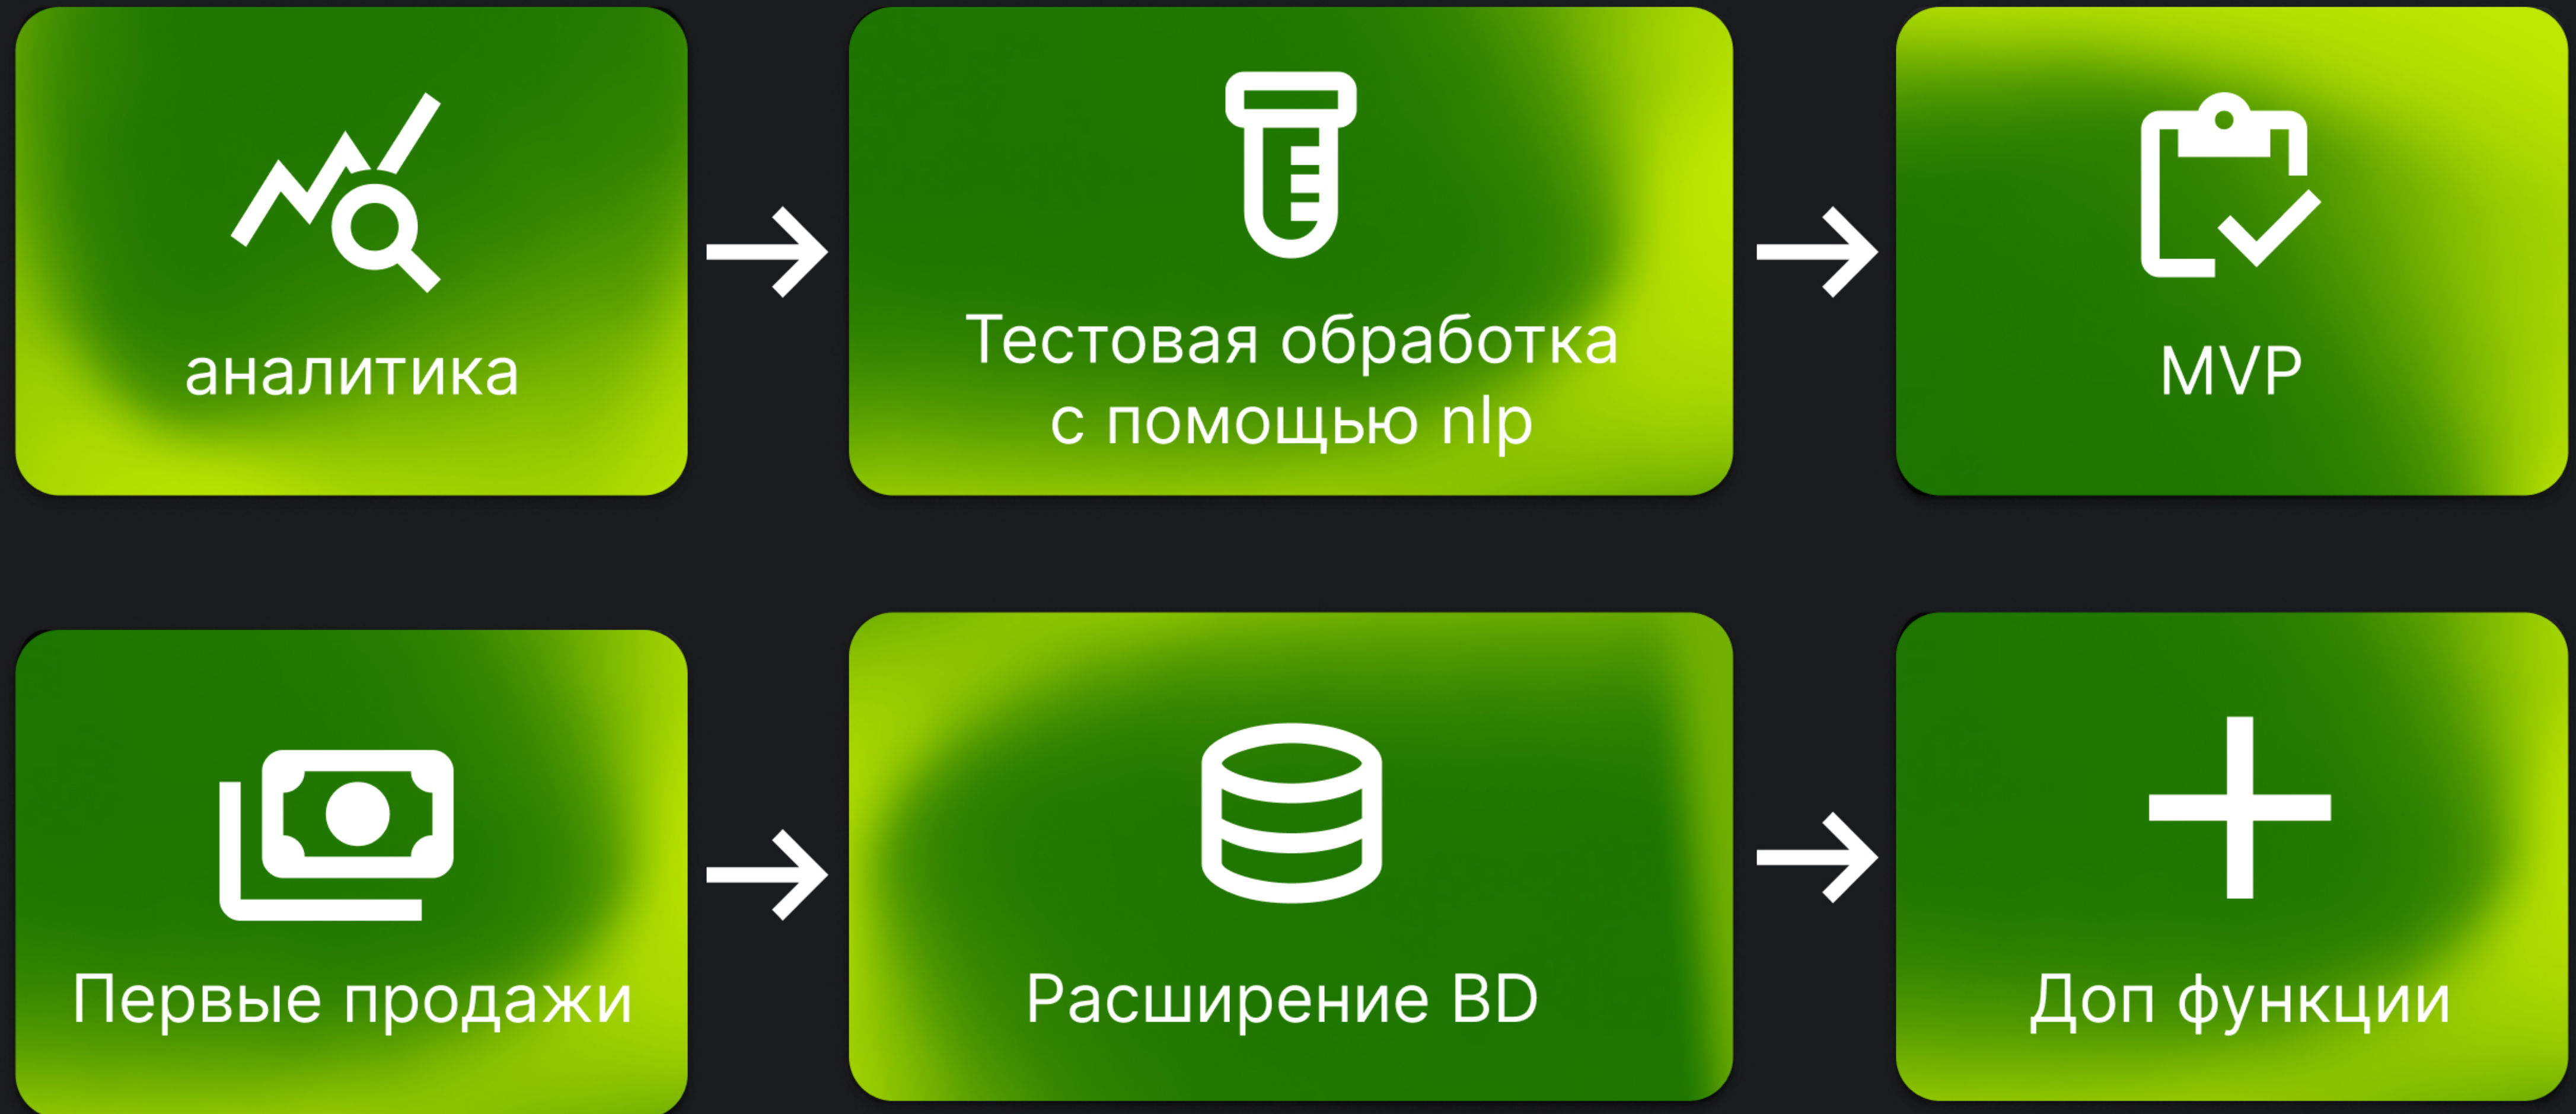 аналитика
Тестовая обработка
с помощью nlp
MVP
Первые продажи
Расширение BD
Доп функции